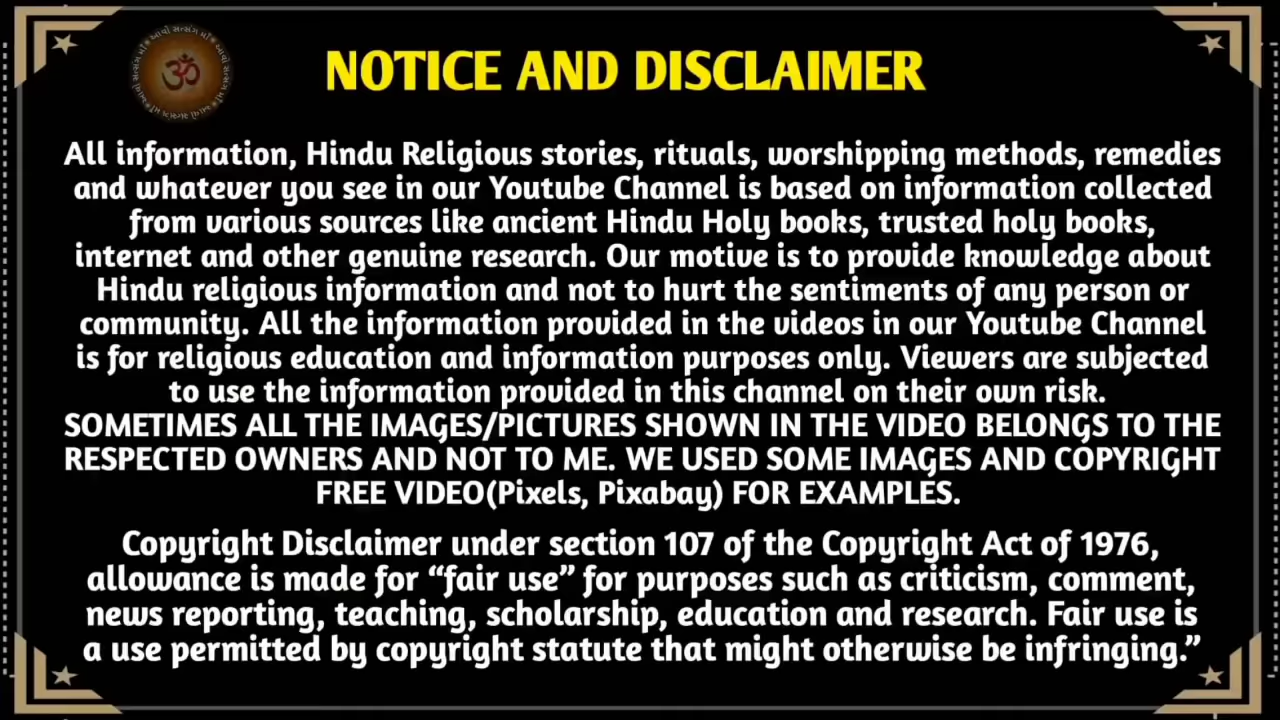 આવો સત્સંગ માઁ આવો સત્સંગ માઁ આવો સત્સંગ માઁ
ॐ
NOTICE AND DISCLAIMER
All information, Hindu Religious stories, rituals, worshipping methods, remedies
and whatever you see in our Youtube Channel is based on information collected
from various sources like ancient Hindu Holy books, trusted holy books,
internet and other genuine research. Our motive is to provide knowledge about
Hindu religious information and not to hurt the sentiments of any person or
community. All the information provided in the videos in our Youtube Channel
is for religious education and information purposes only. Viewers are subjected
to use the information provided in this channel on their own risk.
SOMETIMES ALL THE IMAGES/PICTURES SHOWN IN THE VIDEO BELONGS TO THE
RESPECTED OWNERS AND NOT TO ME. WE USED SOME IMAGES AND COPYRIGHT
FREE VIDEO(Pixels, Pixabay) FOR EXAMPLES.
Copyright Disclaimer under section 107 of the Copyright Act of 1976,
allowance is made for “fair use” for purposes such as criticism, comment,
news reporting, teaching, scholarship, education and research. Fair use is
a use permitted by copyright statute that might otherwise be infringing.”